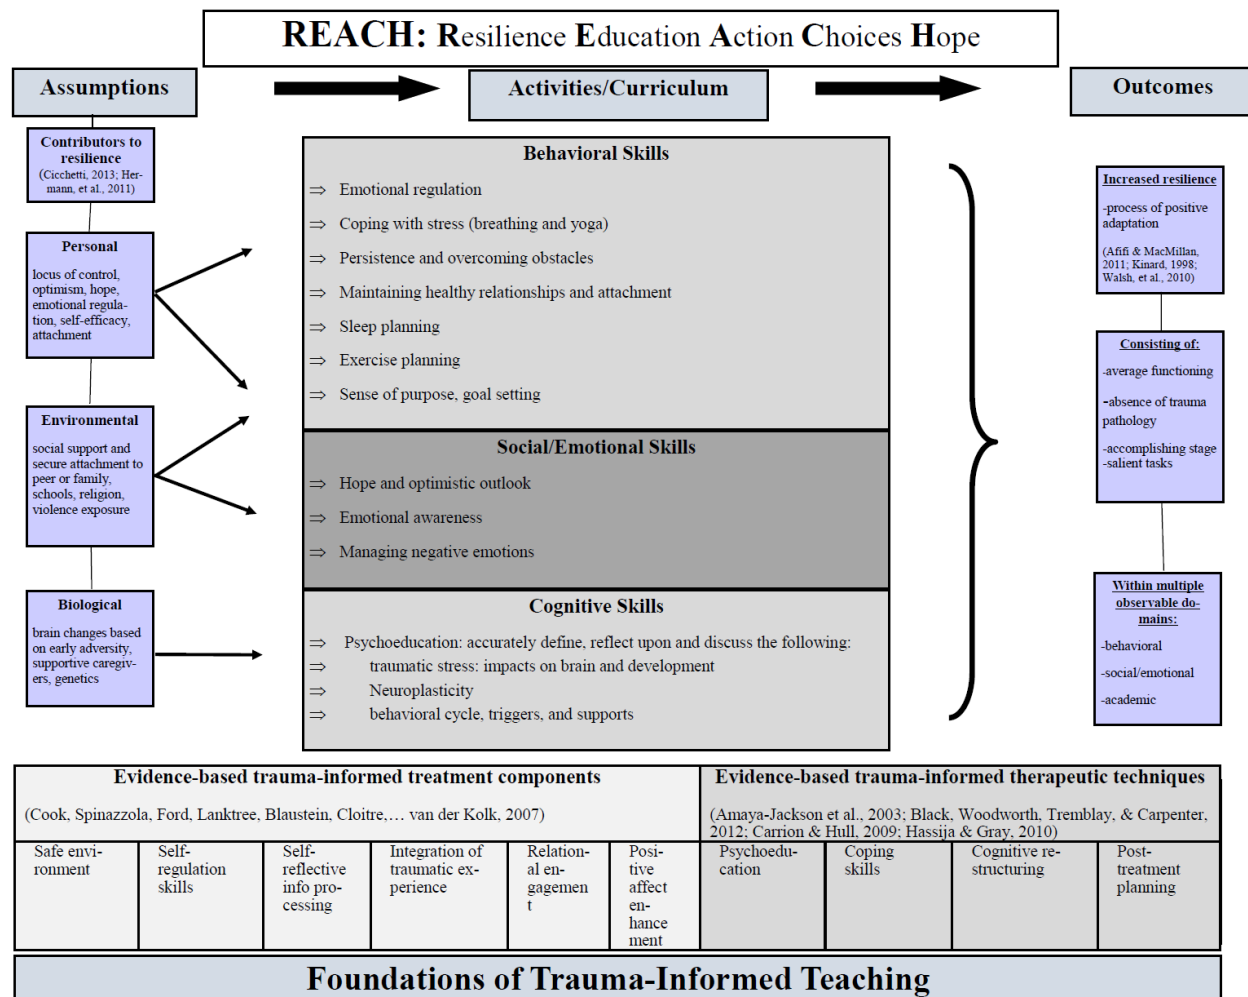 REACH: Resilience Education Action Choices Hope
Assumptions
Activities/Curriculum
Outcomes
Contributors to
resilience
(Cicchetti, 2013; Her-
mann, et al., 2011)
Personal
locus of control,
optimism, hope,
emotional regula-
tion, self-efficacy,
attachment
Environmental
social support and
secure attachment to
peer or family,
schools, religion,
violence exposure
Biological
brain changes based
on early adversity,
supportive caregiv-
ers, genetics
Behavioral Skills
⇒ Emotional regulation
⇒ Coping with stress (breathing and yoga)
⇒ Persistence and overcoming obstacles
⇒ Maintaining healthy relationships and attachment
⇒ Sleep planning
⇒ Exercise planning
⇒ Sense of purpose, goal setting
Social/Emotional Skills
⇒ Hope and optimistic outlook
⇒ Emotional awareness
⇒ Managing negative emotions
Cognitive Skills
⇒ Psychoeducation: accurately define, reflect upon and discuss the following:
⇒ traumatic stress: impacts on brain and development
⇒ Neuroplasticity
⇒ behavioral cycle, triggers, and supports
Increased resilience
-process of positive
adaptation
(Afifi & MacMillan,
2011; Kinard, 1998;
Walsh, et al., 2010)
Consisting of:
-average functioning
-absence of trauma
pathology
-accomplishing stage
-salient tasks
Within multiple
observable do-
mains:
-behavioral
-social/emotional
-academic
Evidence-based trauma-informed treatment components
(Cook, Spinazzola, Ford, Lanktree, Blaustein, Cloitre,… van der Kolk, 2007)
Evidence-based trauma-informed therapeutic techniques
(Amaya-Jackson et al., 2003; Black, Woodworth, Tremblay, & Carpenter,
2012; Carrion & Hull, 2009; Hassija & Gray, 2010)
Safe envi-
ronment
Self-
regulation
skills
Self-
reflective
info pro-
cessing
Integration of
traumatic ex-
perience
Relation-
al en-
gagemen
t
Posi-
tive
affect
en-
hance
ment
Psychoedu-
cation
Coping
skills
Cognitive re-
structuring
Post-
treatment
planning
Foundations of Trauma-Informed Teaching